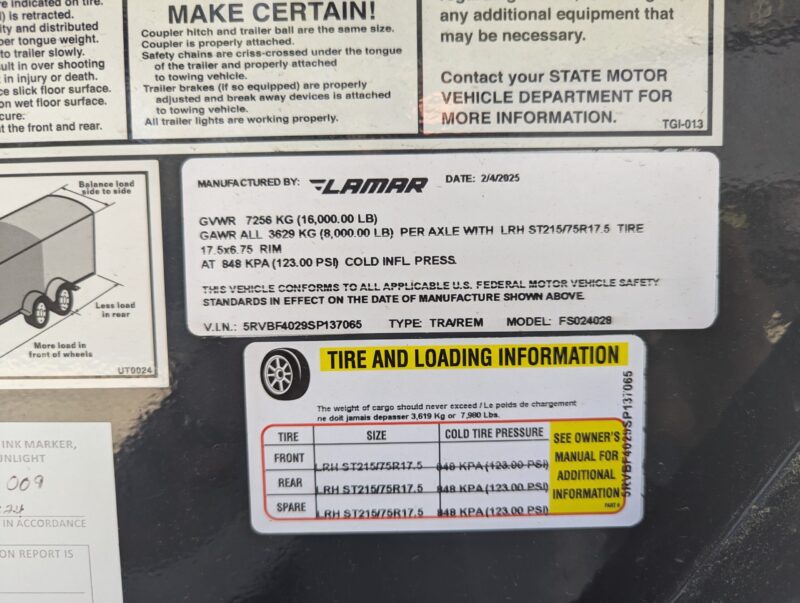 are indicated on tire.
) is retracted.
ity and distributed
per tongue weight.
to trailer slowly.
sult in over shooting
t in injury or death.
ce slick floor surface.
on wet floor surface.
cure.
at the front and rear.
MAKE CERTAIN!
Coupler hitch and trailer ball are the same size.
Coupler is properly attached.
Safety chains are criss-crossed under the tongue
of the trailer and properly attached
to towing vehicle.
Trailer brakes (if so equipped) are properly
adjusted and break away devices is attached
to towing vehicle.
All trailer lights are working properly.
any additional equipment that
may be necessary.
Contact your STATE MOTOR
VEHICLE DEPARTMENT FOR
MORE INFORMATION.
TGI-013
Balance load
side to side
Less load
in rear
More load in
front of wheels
UT0024
MANUFACTURED BY: LAMAR DATE: 2/4/2025
GVWR 7256 KG (16,000.00 LB)
GAWR ALL 3629 KG (8,000.00 LB) PER AXLE WITH LRH ST215/75R17.5 TIRE
17.5x6.75 RIM
AT 848 KPA (123.00 PSI) COLD INFL PRESS.
THIS VEHICLE CONFORMS TO ALL APPLICABLE U.S. FEDERAL MOTOR VEHICLE SAFETY
STANDARDS IN EFFECT ON THE DATE OF MANUFACTURE SHOWN ABOVE.
V.I.N.: 5RVBF4029SP137065 TYPE: TRA/REM MODEL: FS024028
TIRE AND LOADING INFORMATION
The weight of cargo should never exceed / Le poids de chargement
ne doit jamais depasser 3,619 Kg or 7,980 Lbs.
TIRE SIZE COLD TIRE PRESSURE
FRONT LRH ST215/75R17.5 848 KPA (123.00 PSI)
REAR LRH ST215/75R17.5 848 KPA (123.00 PSI)
SPARE LRH ST215/75R17.5 848 KPA (123.00 PSI)
SEE OWNER'S
MANUAL FOR
ADDITIONAL
INFORMATION
5RVBF4029SP137065
INK MARKER,
UNLIGHT
009
IN ACCORDANCE
ON REPORT IS